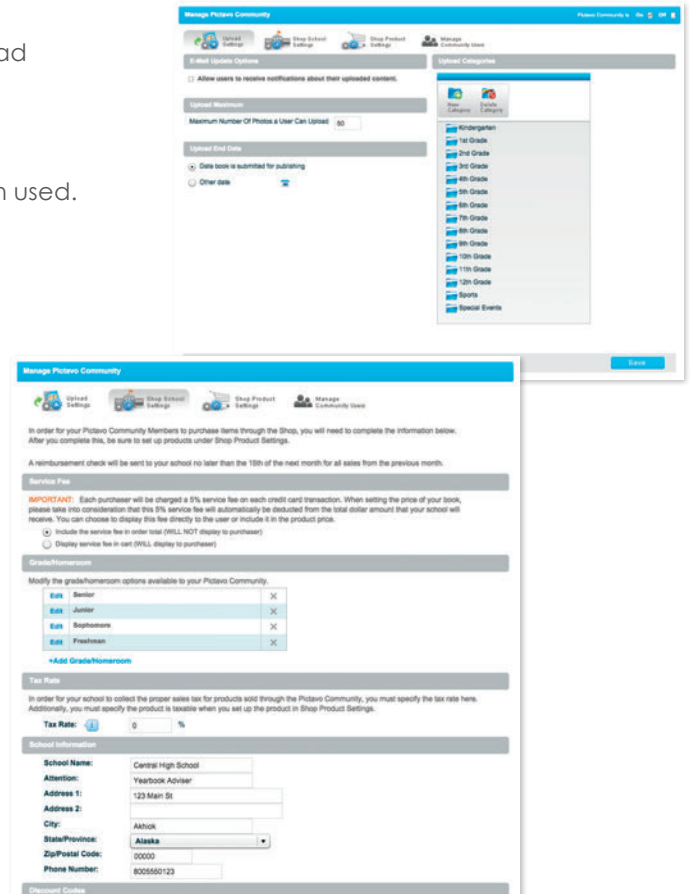 ad
n used.
Manage Pictavo Community
Pictavo Community is On Off
Upload Settings
Shop School Settings
Shop Product Settings
Manage Community Users
E-Mail Update Options
Allow users to receive notifications about their uploaded content.
Upload Maximum
Maximum Number Of Photos a User Can Upload 50
Upload End Date
Date book is submitted for publishing
Other date
Upload Categories
New Category
Delete Category
Kindergarten
1st Grade
2nd Grade
3rd Grade
4th Grade
5th Grade
6th Grade
7th Grade
8th Grade
9th Grade
10th Grade
11th Grade
12th Grade
Sports
Special Events
Save
Manage Pictavo Community
Upload Settings
Shop School Settings
Shop Product Settings
Manage Community Users
In order for your Pictavo Community Members to purchase items through the Shop, you will need to complete the information below.
After you complete this, be sure to set up products under Shop Product Settings.
A reimbursement check will be sent to your school no later than the 15th of the next month for all sales from the previous month.
Service Fee
IMPORTANT: Each purchaser will be charged a 5% service fee on each credit card transaction. When setting the price of your book,
please take into consideration that this 5% service fee will automatically be deducted from the total dollar amount that your school will
receive. You can choose to display this fee directly to the user or include it in the product price.
Include the service fee in order total (WILL NOT display to purchaser)
Display service fee in cart (WILL display to purchaser)
Grade/Homeroom
Modify the grade/homeroom options available to your Pictavo Community.
Edit Senior X
Edit Junior X
Edit Sophomore X
Edit Freshman X
+Add Grade/Homeroom
Tax Rate
In order for your school to collect the proper sales tax for products sold through the Pictavo Community, you must specify the tax rate here.
Additionally, you must specify the product is taxable when you set up the product in Shop Product Settings.
Tax Rate: 0 %
School Information
School Name: Central High School
Attention: Yearbook Adviser
Address 1: 123 Main St
Address 2:
City: Akhiok
State/Province: Alaska
Zip/Postal Code: 00000
Phone Number: 8005550123
Discount Codes